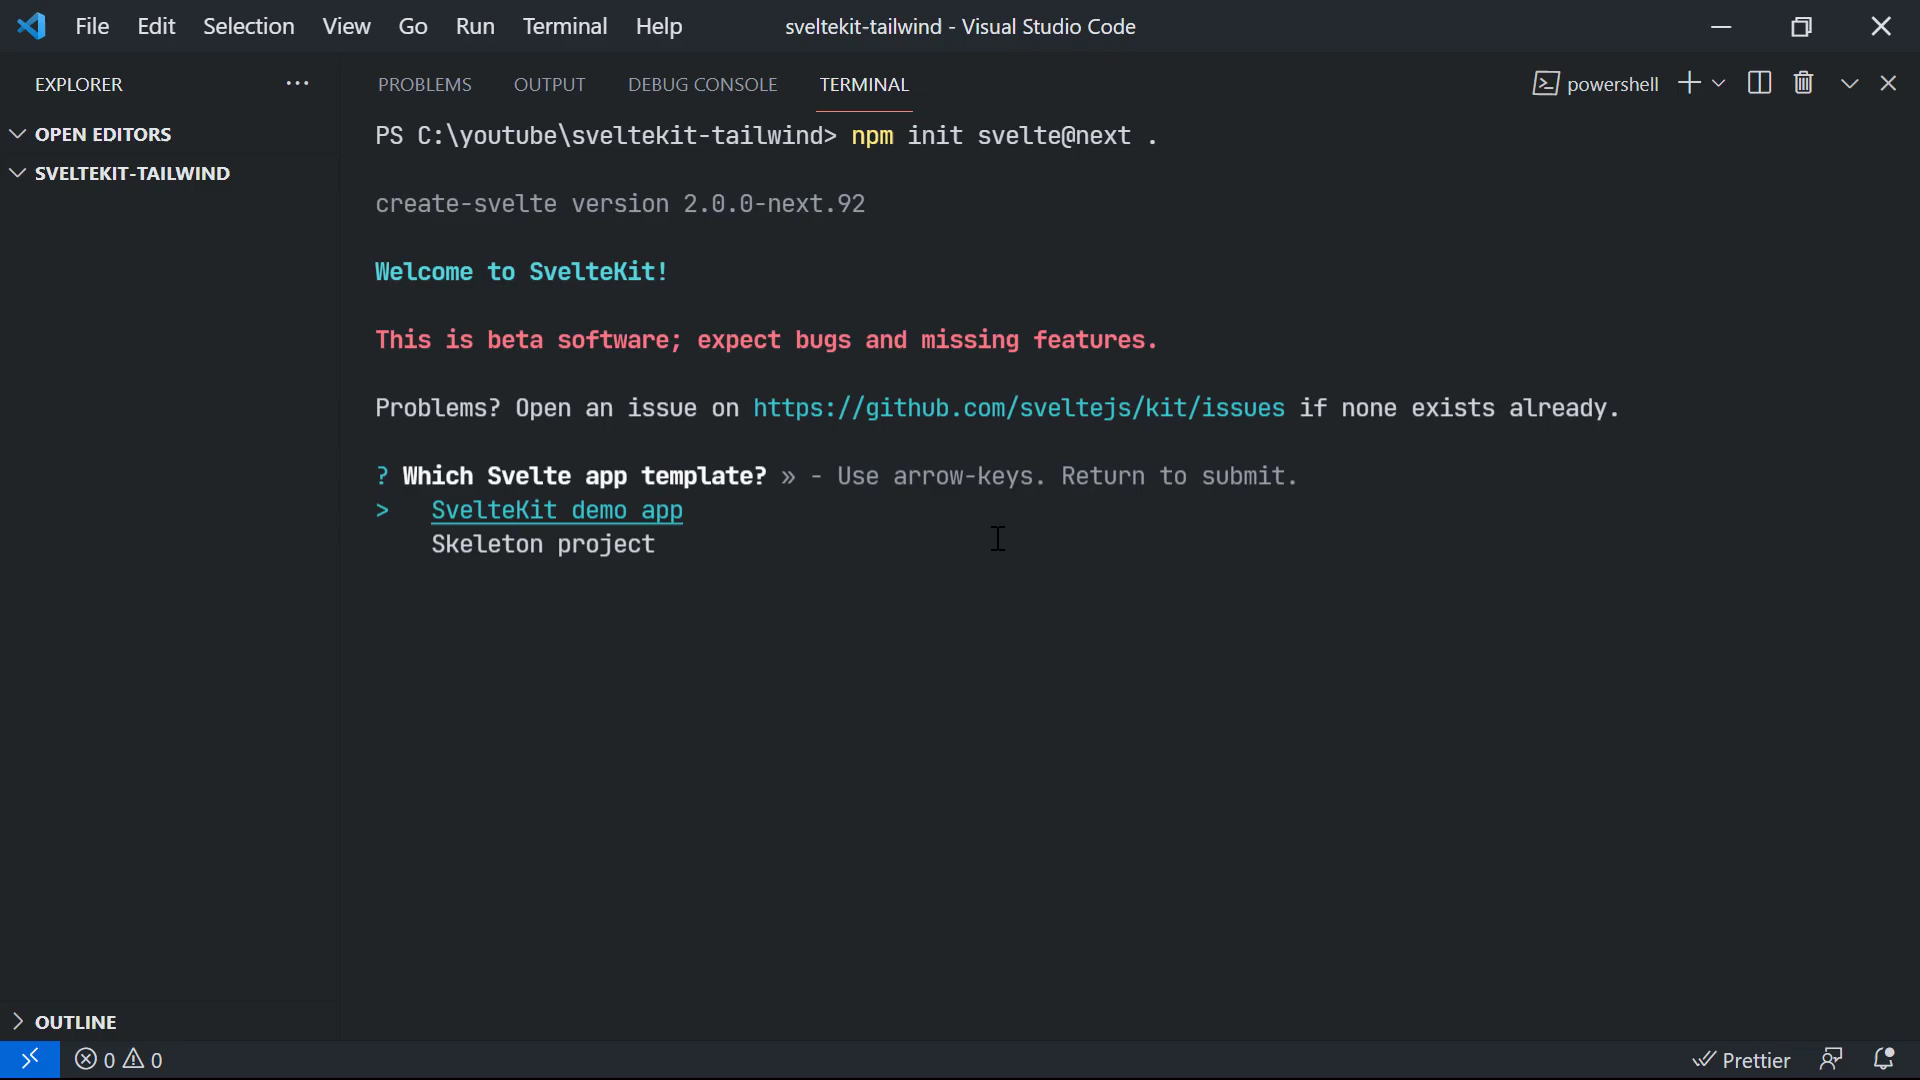 File Edit Selection View Go Run Terminal Help sveltekit-tailwind - Visual Studio Code
EXPLORER ···
OPEN EDITORS
SVELTEKIT-TAILWIND
PROBLEMS OUTPUT DEBUG CONSOLE TERMINAL powershell
PS C:\youtube\sveltekit-tailwind> npm init svelte@next .
create-svelte version 2.0.0-next.92
Welcome to SvelteKit!
This is beta software; expect bugs and missing features.
Problems? Open an issue on https://github.com/sveltejs/kit/issues if none exists already.
? Which Svelte app template? » - Use arrow-keys. Return to submit.
> SvelteKit demo app
Skeleton project
OUTLINE
0 0 Prettier